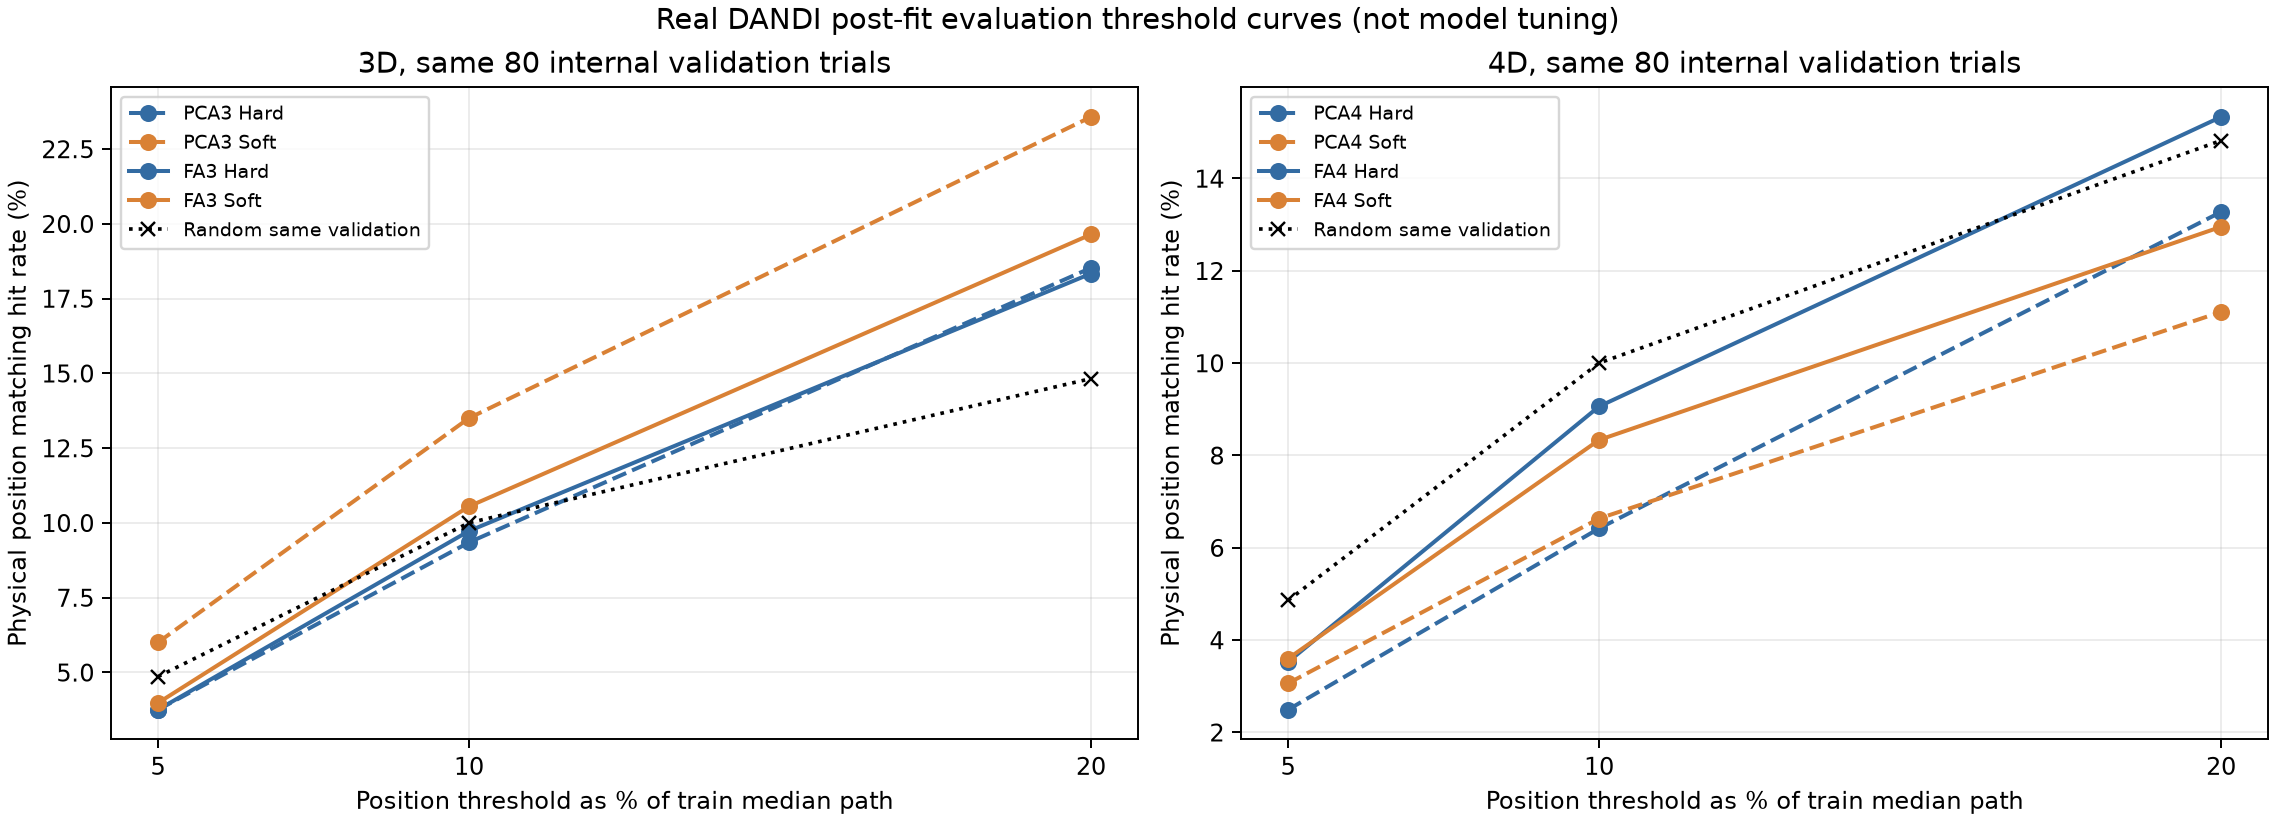 Real DANDI post-fit evaluation threshold curves (not model tuning)
3D, same 80 internal validation trials
PCA3 Hard
PCA3 Soft
FA3 Hard
FA3 Soft
Random same validation
Physical position matching hit rate (%)
22.5
20.0
17.5
15.0
12.5
10.0
7.5
5.0
5
10
20
Position threshold as % of train median path
4D, same 80 internal validation trials
PCA4 Hard
PCA4 Soft
FA4 Hard
FA4 Soft
Random same validation
Physical position matching hit rate (%)
14
12
10
8
6
4
2
5
10
20
Position threshold as % of train median path